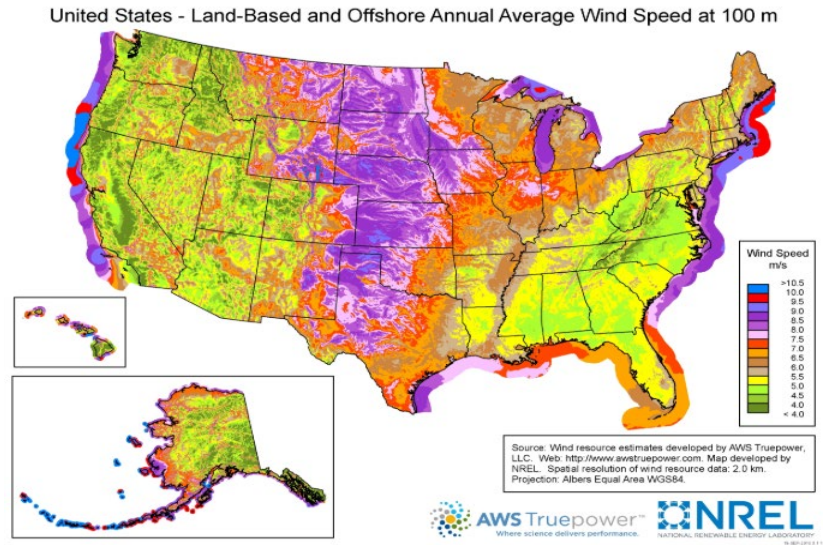 United States - Land-Based and Offshore Annual Average Wind Speed at 100 m
Wind Speed
m/s
>10.5
10.0
9.5
9.0
8.5
8.0
7.5
7.0
6.5
6.0
5.5
5.0
4.5
4.0
< 4.0
Source: Wind resource estimates developed by AWS Truepower,
LLC. Web: http://www.awstruepower.com. Map developed by
NREL. Spatial resolution of wind resource data: 2.0 km.
Projection: Albers Equal Area WGS84.
AWS Truepower™
Where science delivers performance.
NREL
NATIONAL RENEWABLE ENERGY LABORATORY